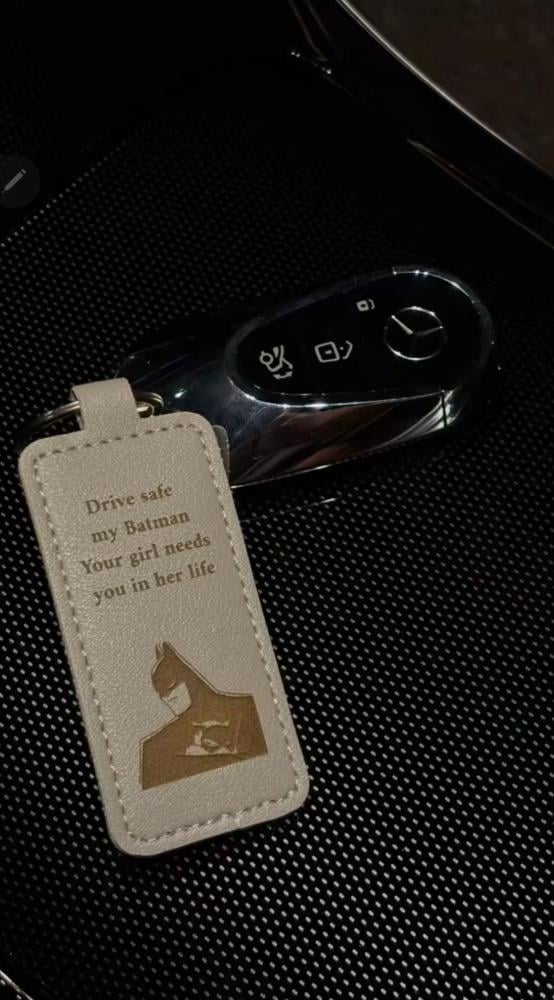 Drive safe
my Batman
Your girl needs
you in her life